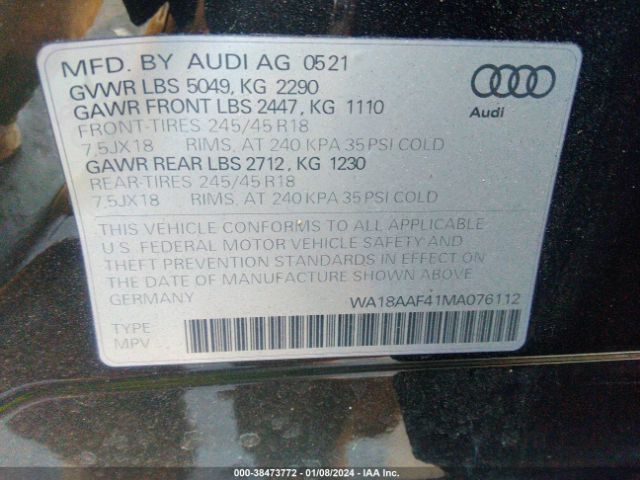 MFD. BY AUDI AG 0521
GVWR LBS 5049, KG 2290
GAWR FRONT LBS 2447, KG 1110
FRONT-TIRES 245/45 R18
7,5JX18 RIMS, AT 240 KPA 35 PSI COLD
GAWR REAR LBS 2712, KG 1230
REAR-TIRES 245/45 R18
7,5JX18 RIMS, AT 240 KPA 35 PSI COLD
Audi
THIS VEHICLE CONFORMS TO ALL APPLICABLE
U.S. FEDERAL MOTOR VEHICLE SAFETY AND
THEFT PREVENTION STANDARDS IN EFFECT ON
THE DATE OF MANUFACTURE SHOWN ABOVE.
GERMANY WA18AAF41MA076112
TYPE
MPV
000-38473772 - 01/08/2024 - IAA Inc.